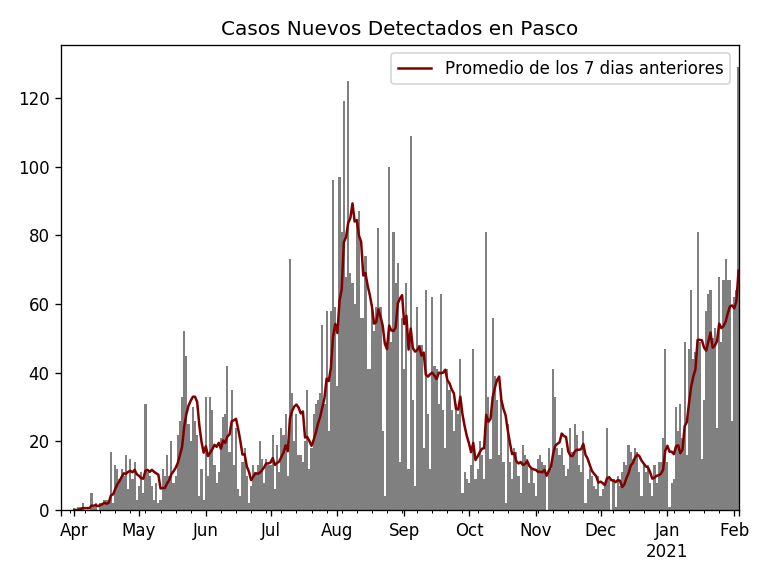 Casos Nuevos Detectados en Pasco
Promedio de los 7 dias anteriores
120
100
80
60
40
20
0
Apr May Jun Jul Aug Sep Oct Nov Dec Jan Feb
2021